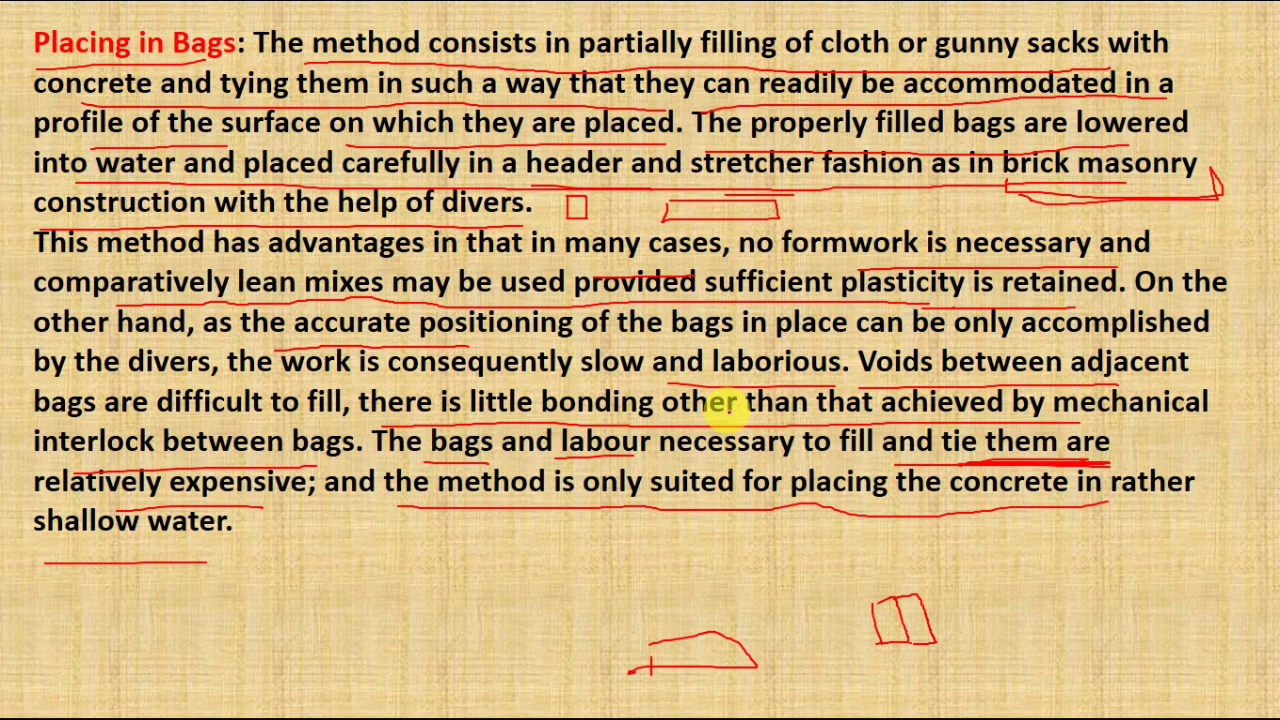 Placing in Bags: The method consists in partially filling of cloth or gunny sacks with
concrete and tying them in such a way that they can readily be accommodated in a
profile of the surface on which they are placed. The properly filled bags are lowered
into water and placed carefully in a header and stretcher fashion as in brick masonry
construction with the help of divers.
This method has advantages in that in many cases, no formwork is necessary and
comparatively lean mixes may be used provided sufficient plasticity is retained. On the
other hand, as the accurate positioning of the bags in place can be only accomplished
by the divers, the work is consequently slow and laborious. Voids between adjacent
bags are difficult to fill, there is little bonding other than that achieved by mechanical
interlock between bags. The bags and labour necessary to fill and tie them are
relatively expensive; and the method is only suited for placing the concrete in rather
shallow water.